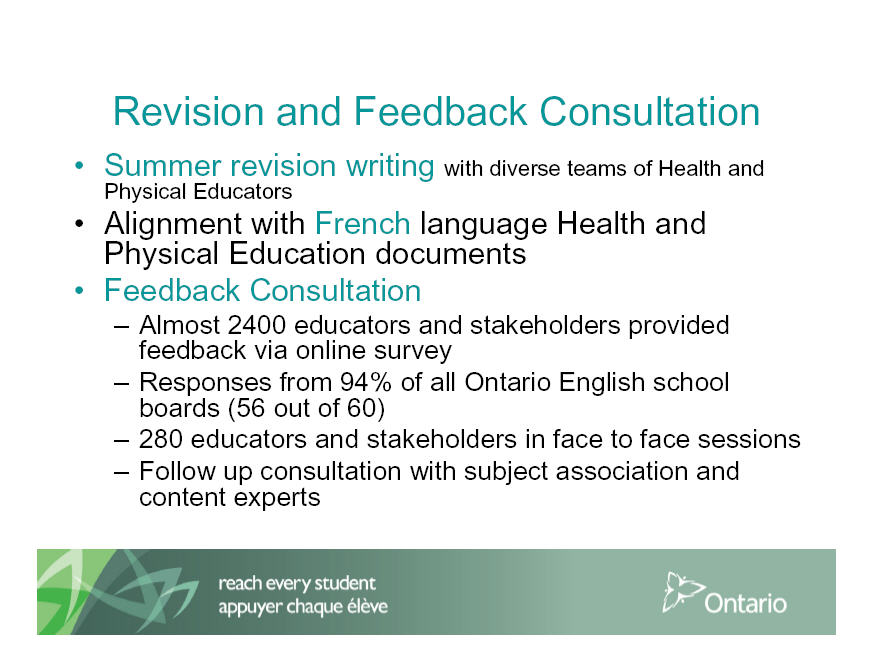 Revision and Feedback Consultation
• Summer revision writing with diverse teams of Health and
Physical Educators
• Alignment with French language Health and
Physical Education documents
• Feedback Consultation
– Almost 2400 educators and stakeholders provided
feedback via online survey
– Responses from 94% of all Ontario English school
boards (56 out of 60)
– 280 educators and stakeholders in face to face sessions
– Follow up consultation with subject association and
content experts
reach every student
appuyer chaque élève
Ontario